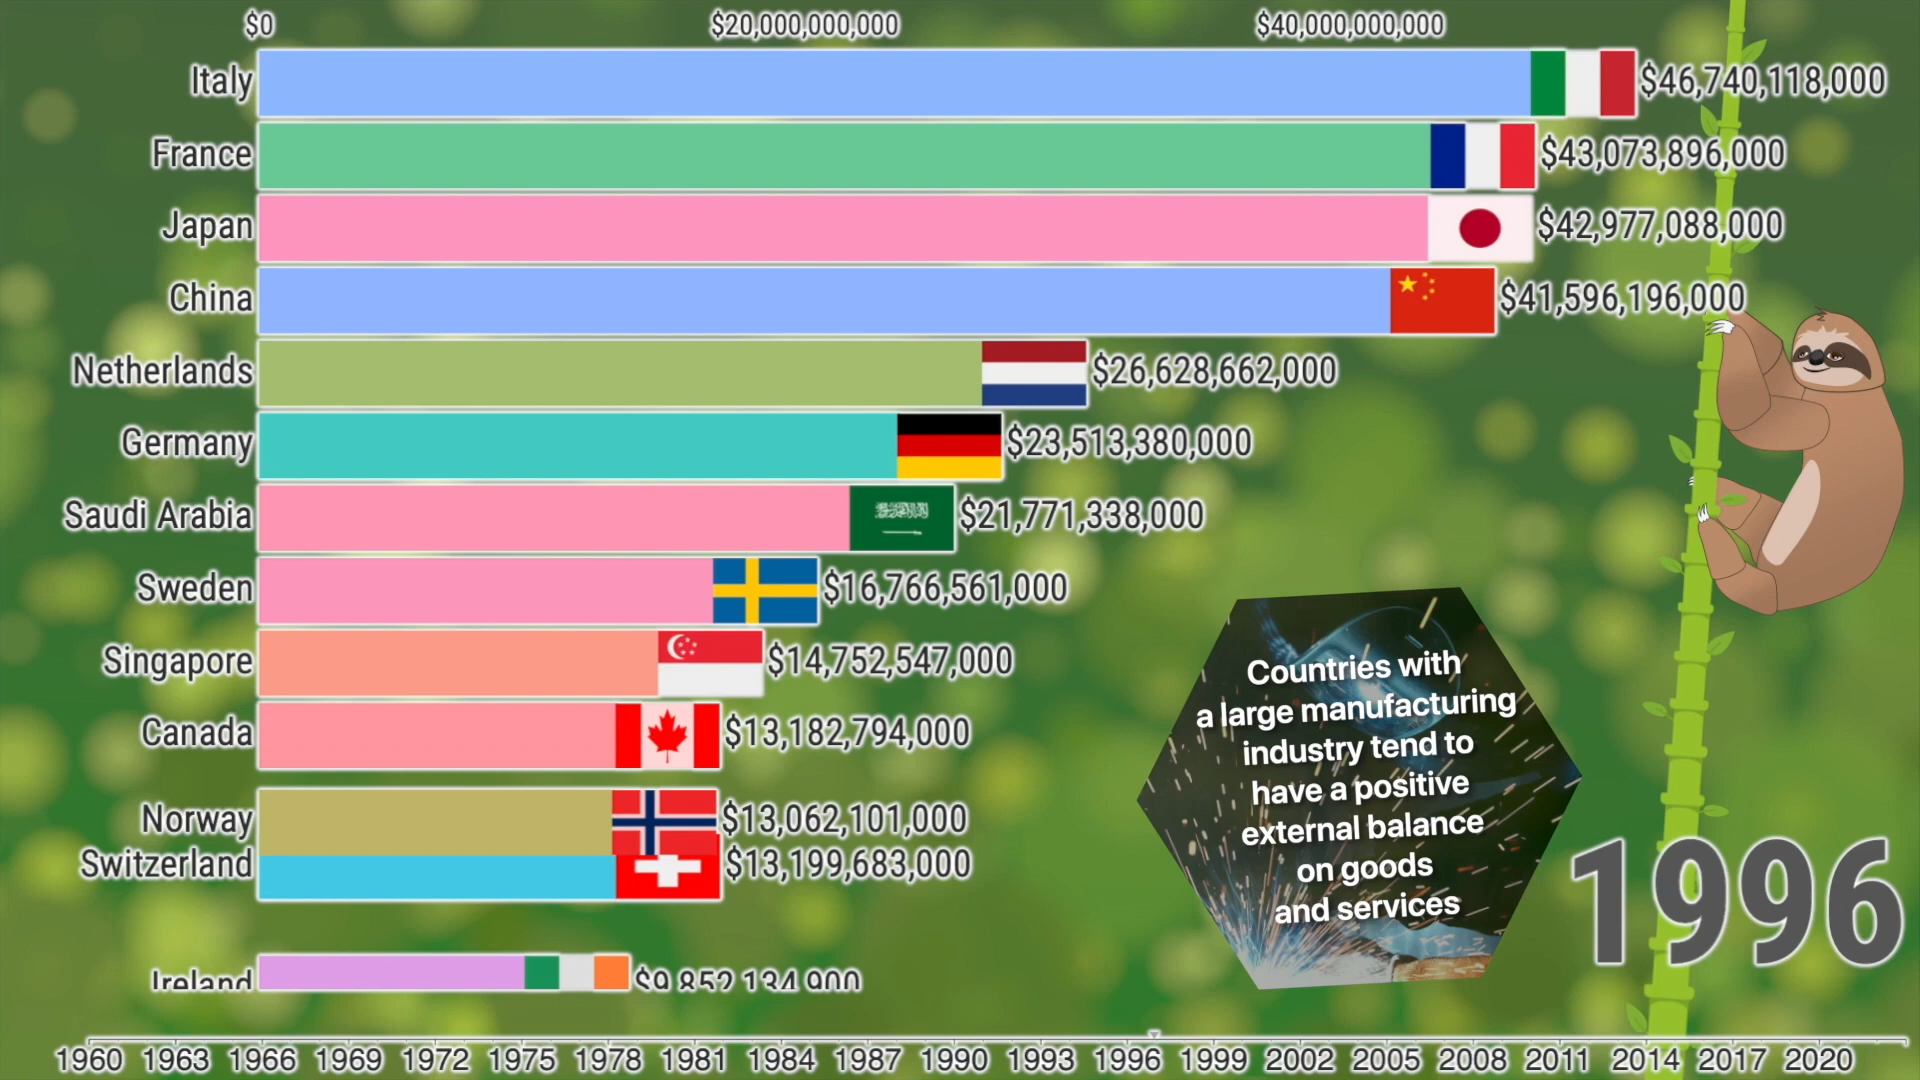 $0 $20,000,000,000 $40,000,000,000
Italy $46,740,118,000
France $43,073,896,000
Japan $42,977,088,000
China $41,596,196,000
Netherlands $26,628,662,000
Germany $23,513,380,000
Saudi Arabia $21,771,338,000
Sweden $16,766,561,000
Singapore $14,752,547,000
Canada $13,182,794,000
Norway $13,062,101,000
Switzerland $13,199,683,000
Ireland $9,852,134,900
Countries with
a large manufacturing
industry tend to
have a positive
external balance
on goods
and services
1996
1960 1963 1966 1969 1972 1975 1978 1981 1984 1987 1990 1993 1996 1999 2002 2005 2008 2011 2014 2017 2020